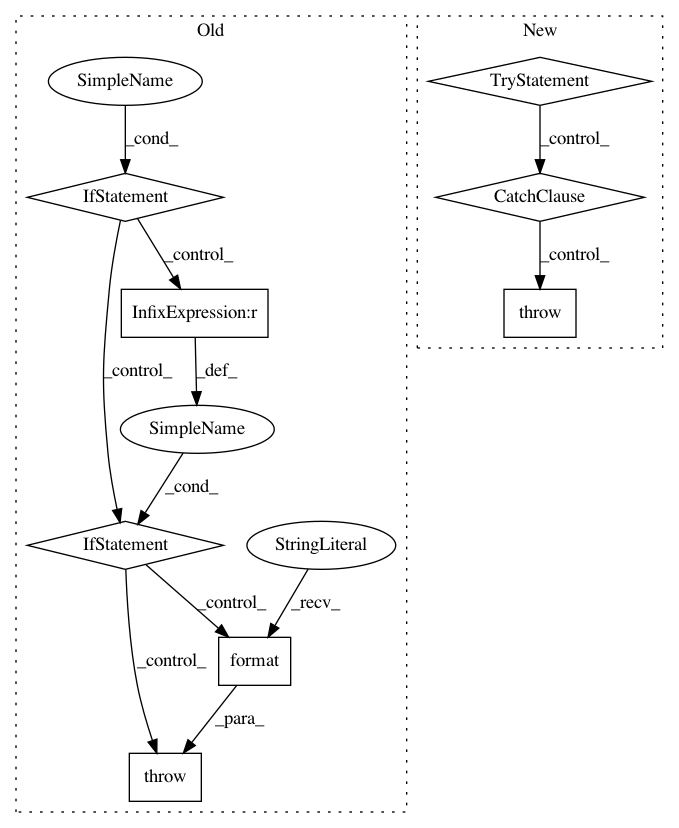 Old
New
SimpleName
TryStatement
_cond_
_control_
IfStatement
CatchClause
_control_
_control_
InfixExpression:r
throw
_control_
_def_
SimpleName
_cond_
IfStatement
StringLiteral
_control_
_recv_
_control_
format
_para_
throw